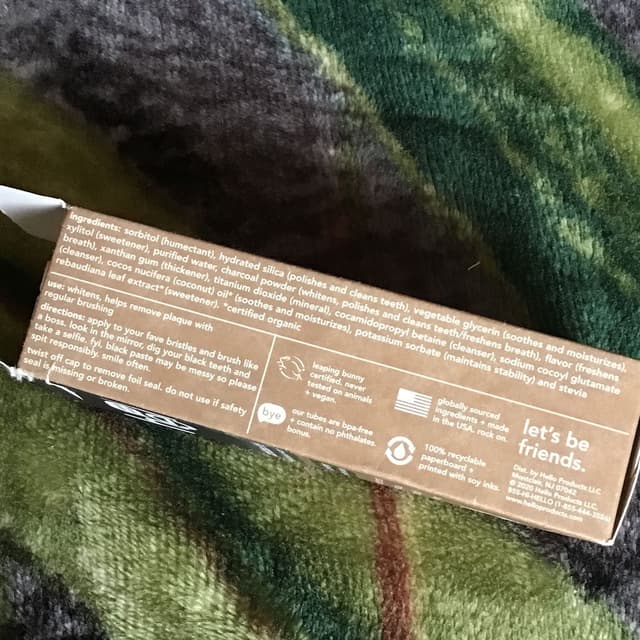 ingredients: sorbitol (humectant), hydrated silica (polishes and cleans teeth), vegetable glycerin (soothes and moisturizes),
xylitol (sweetener), purified water, charcoal powder (whitens, polishes and cleans teeth/freshens breath), flavor (freshens
breath), xanthan gum (thickener), titanium dioxide (mineral), cocamidopropyl betaine (cleanser), sodium cocoyl glutamate
(cleanser), cocos nucifera (coconut) oil* (soothes and moisturizes), potassium sorbate (maintains stability) and stevia
rebaudiana leaf extract* (sweetener). *certified organic
use: whitens, helps remove plaque with
regular brushing
directions: apply to your fave bristles and brush like
a boss. look in the mirror. dig your black teeth and
take a selfie. fyi, black paste may be messy so please
spit responsibly. smile often.
twist off cap to remove foil seal. do not use if safety
is missing or broken.
leaping bunny
certified. never
tested on animals
+ vegan.
bye
our tubes are bpa-free
+ contain no phthalates.
bonus.
globally sourced
ingredients + made
in the USA. rock on.
100% recyclable
paperboard +
printed with soy inks.
let's be
friends.
Dist. by Hello Products LLC.
Montclair, NJ 07042
Hello Products LLC.
www.helloproducts.com